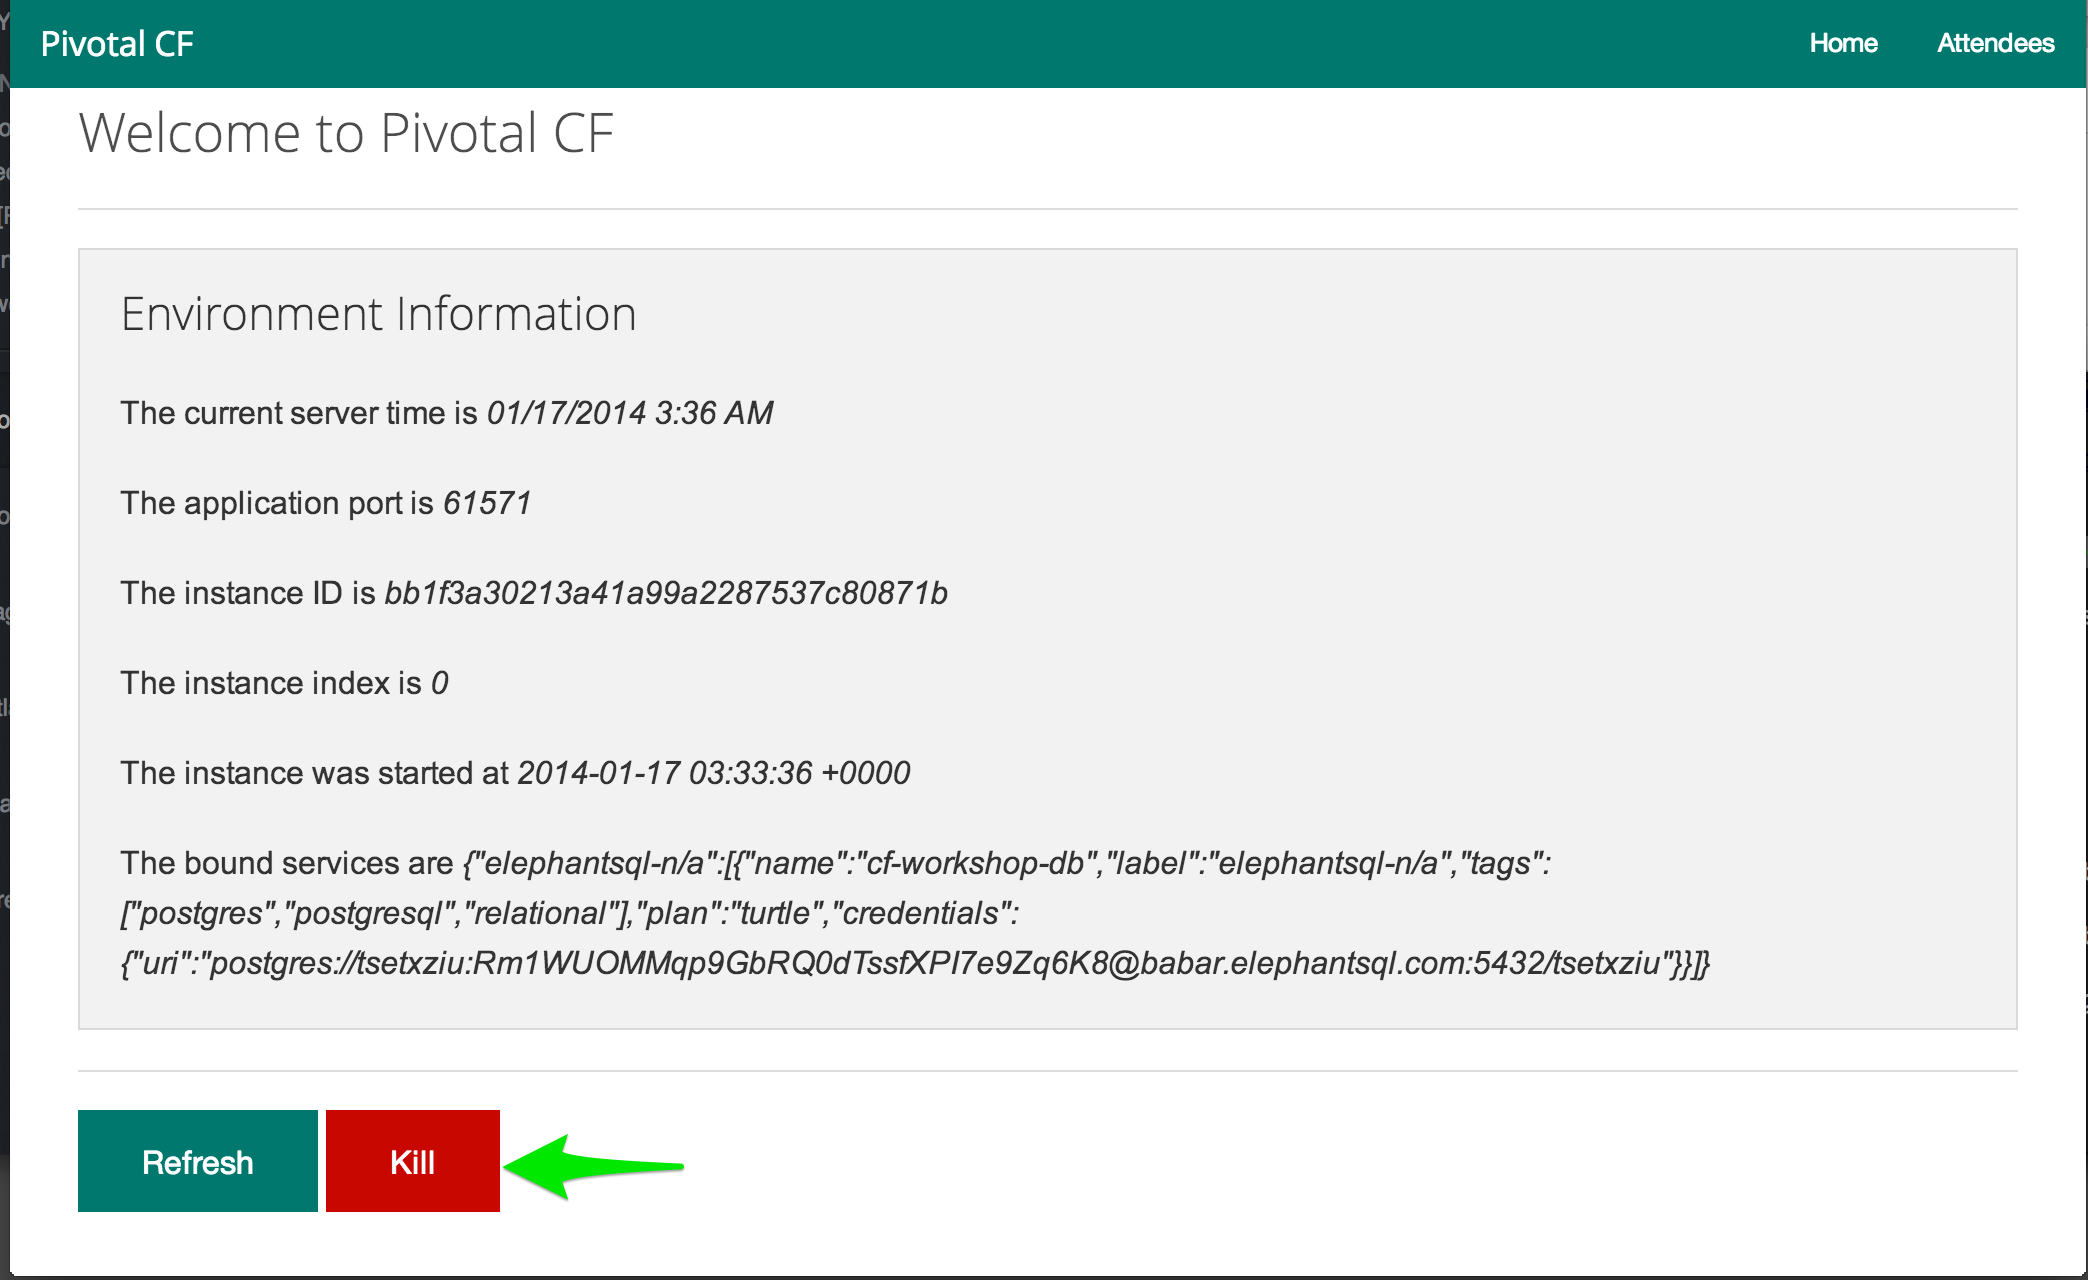 Pivotal CF
Home
Attendees
Welcome to Pivotal CF
Environment Information
The current server time is 01/17/2014 3:36 AM
The application port is 61571
The instance ID is bb1f3a30213a41a99a2287537c80871b
The instance index is 0
The instance was started at 2014-01-17 03:33:36 +0000
The bound services are {"elephantsql-n/a":[{"name":"cf-workshop-db","label":"elephantsql-n/a","tags":
["postgres","postgresql","relational"],"plan":"turtle","credentials":
{"uri":"postgres://tsetxziu:Rm1WUOMMqp9GbRQ0dTssfXPI7e9Zq6K8@babar.elephantsql.com:5432/tsetxziu"}}]}
Refresh
Kill